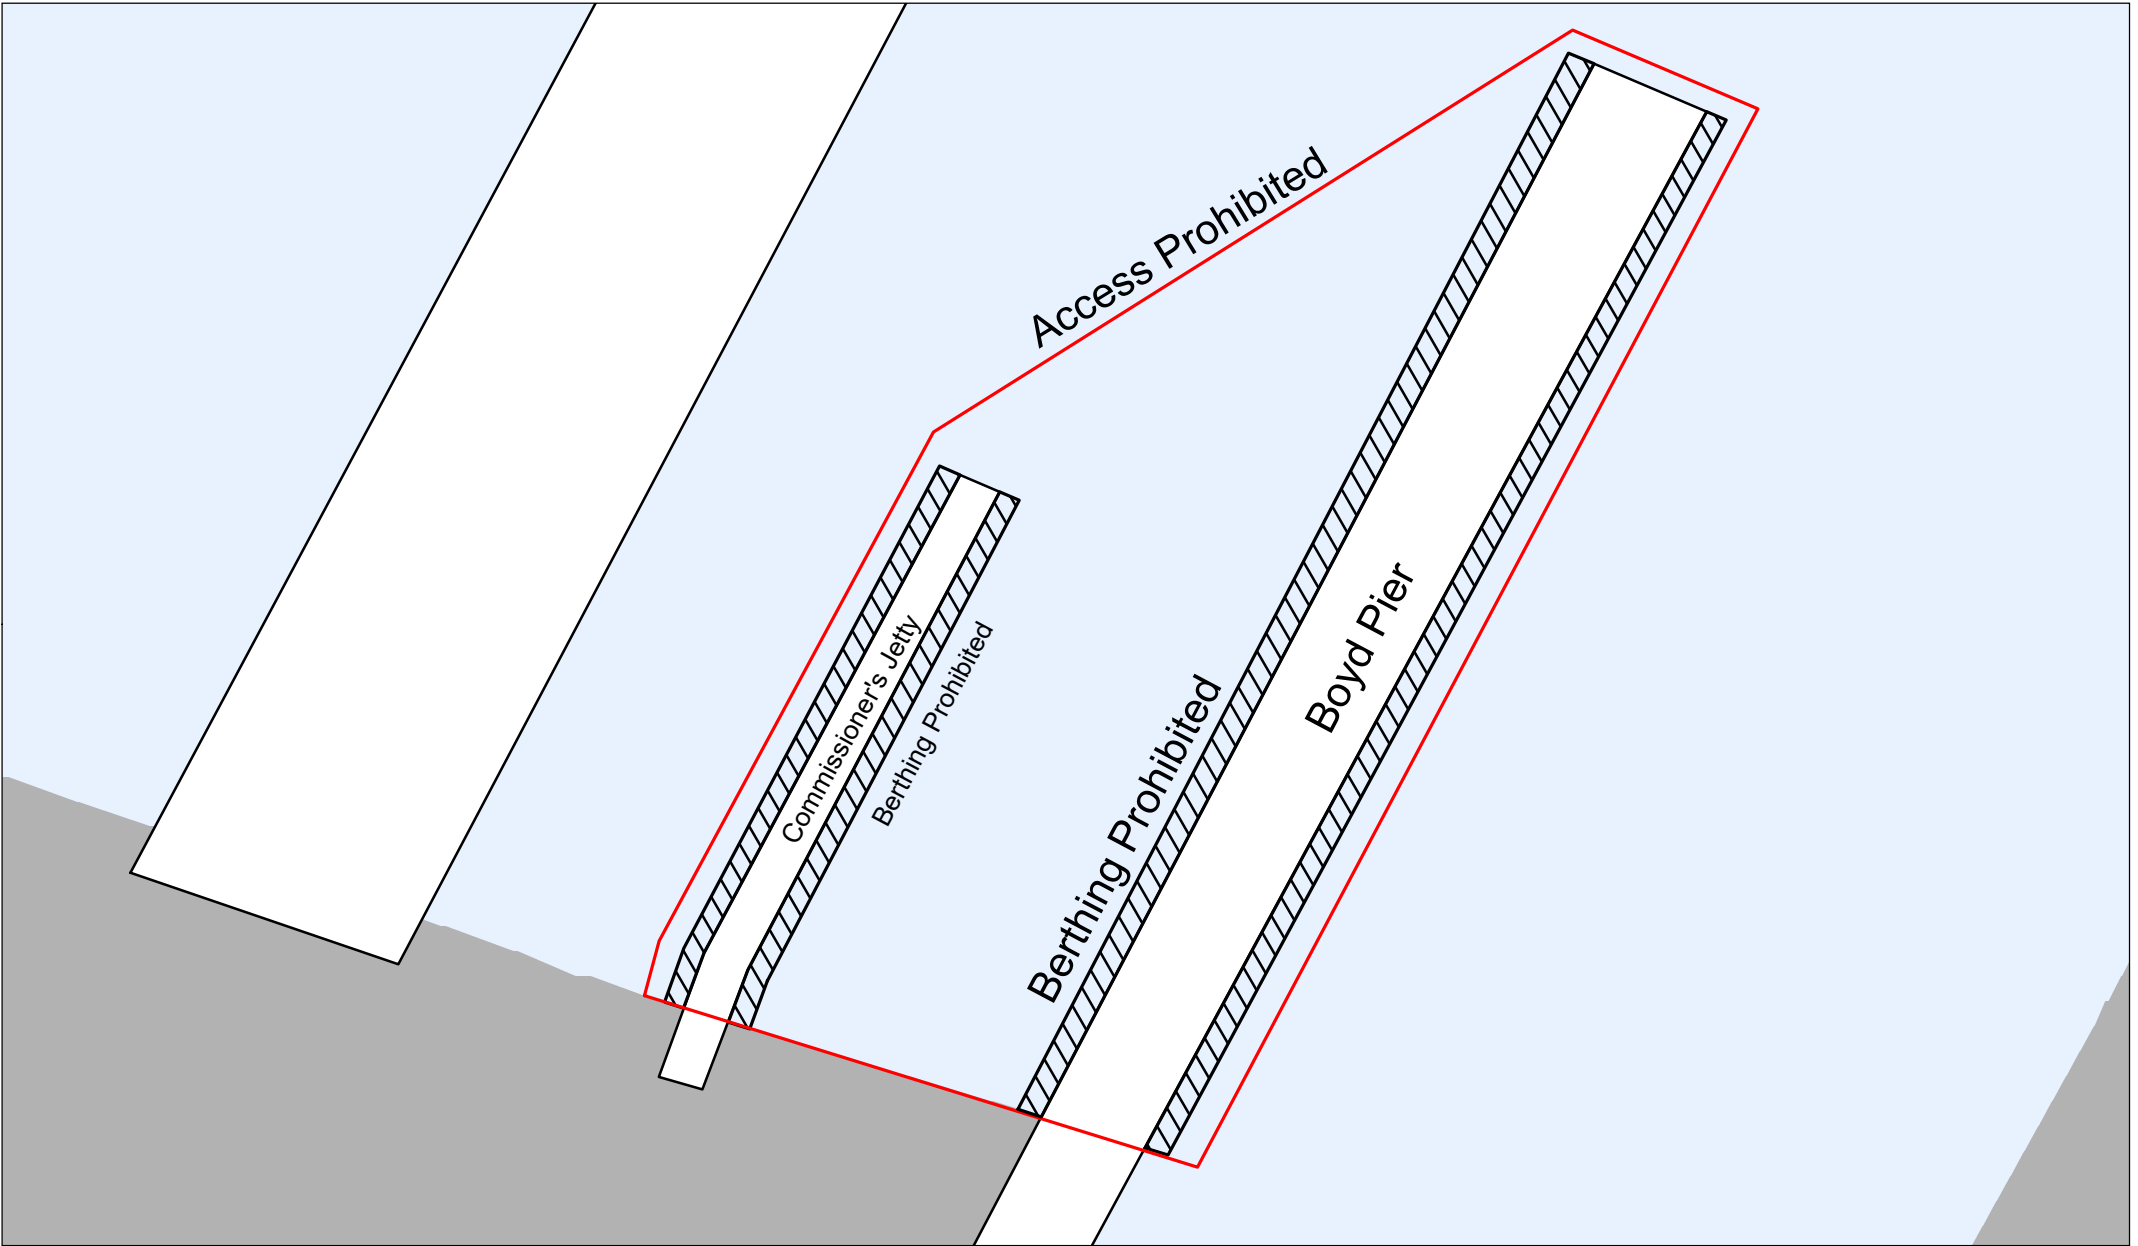 Access Prohibited
Commissioner's Jetty
Berthing Prohibited
Berthing Prohibited
Boyd Pier